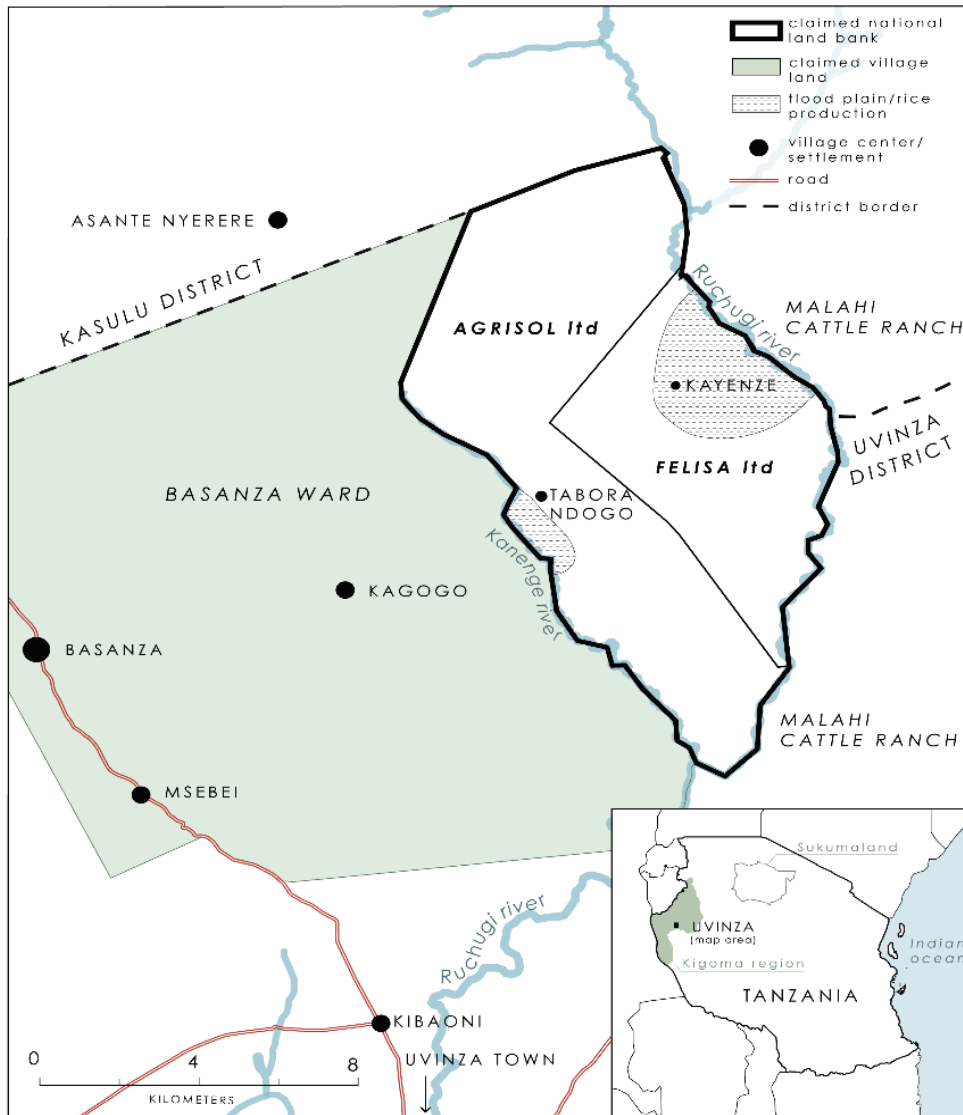 claimed national
land bank
claimed village
land
flood plain/rice
production
village center/
settlement
road
district border
ASANTE NYERERE
KASULU DISTRICT
AGRISOL ltd
Ruchugi river
MALAHI
CATTLE RANCH
KAYENZE
UVINZA
DISTRICT
FELISA ltd
BASANZA WARD
TABORA
NDOGO
Kanenge river
KAGOGO
BASANZA
MALAHI
CATTLE RANCH
MSEBEI
Ruchugi river
KIBAONI
UVINZA TOWN
0 4 8
KILOMETERS
Sukumaland
UVINZA
(map area)
Kigoma region
Indian
ocean
TANZANIA